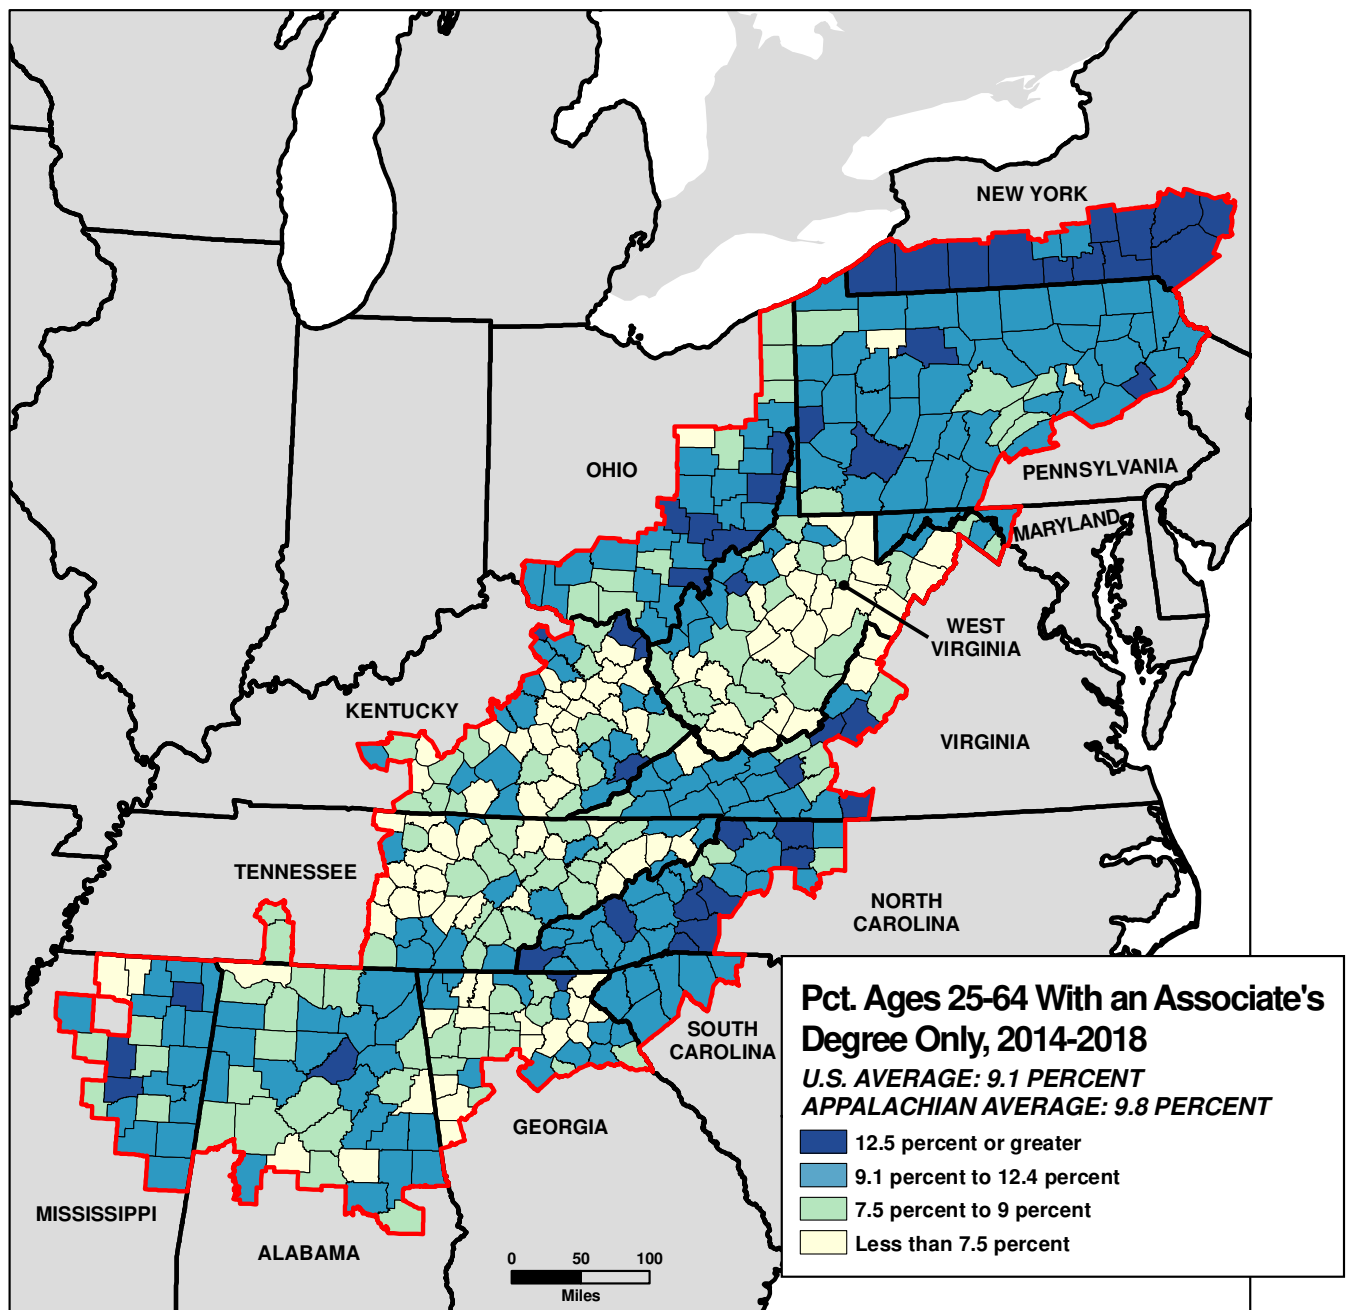 NEW YORK
OHIO
PENNSYLVANIA
MARYLAND
WEST
VIRGINIA
KENTUCKY
VIRGINIA
TENNESSEE
NORTH
CAROLINA
SOUTH
CAROLINA
GEORGIA
MISSISSIPPI
ALABAMA
0 50 100
Miles
Pct. Ages 25-64 With an Associate's
Degree Only, 2014-2018
U.S. AVERAGE: 9.1 PERCENT
APPALACHIAN AVERAGE: 9.8 PERCENT
12.5 percent or greater
9.1 percent to 12.4 percent
7.5 percent to 9 percent
Less than 7.5 percent